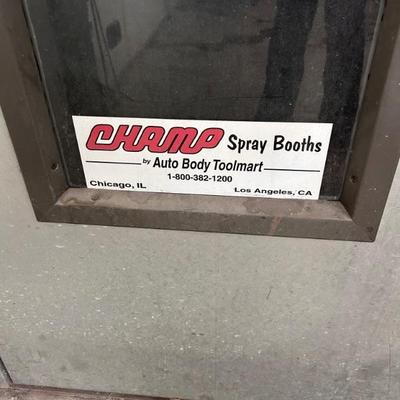 CHAMP Spray Booths
by Auto Body Toolmart
1-800-382-1200
Chicago, IL Los Angeles, CA